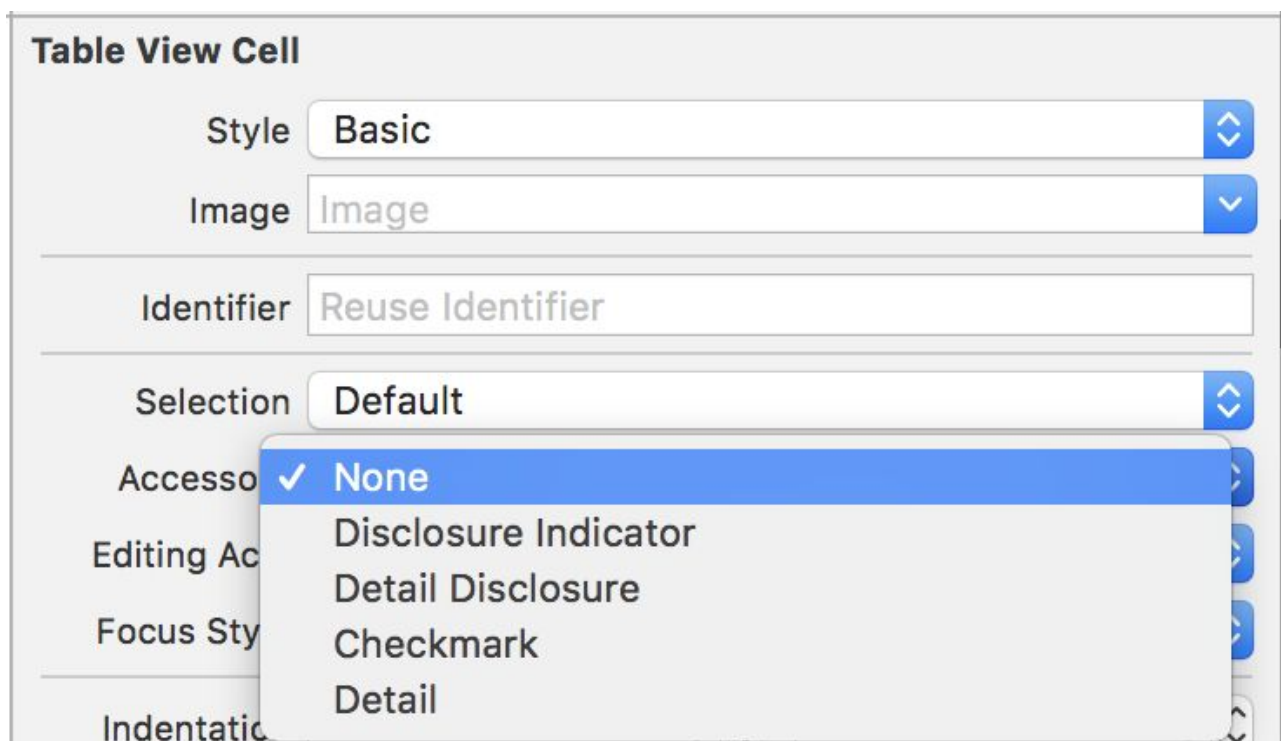 Table View Cell
Style Basic
Image Image
Identifier Reuse Identifier
Selection Default
Accesso ✓ None
Disclosure Indicator
Editing Ac
Detail Disclosure
Focus Sty
Checkmark
Detail
Indentatio